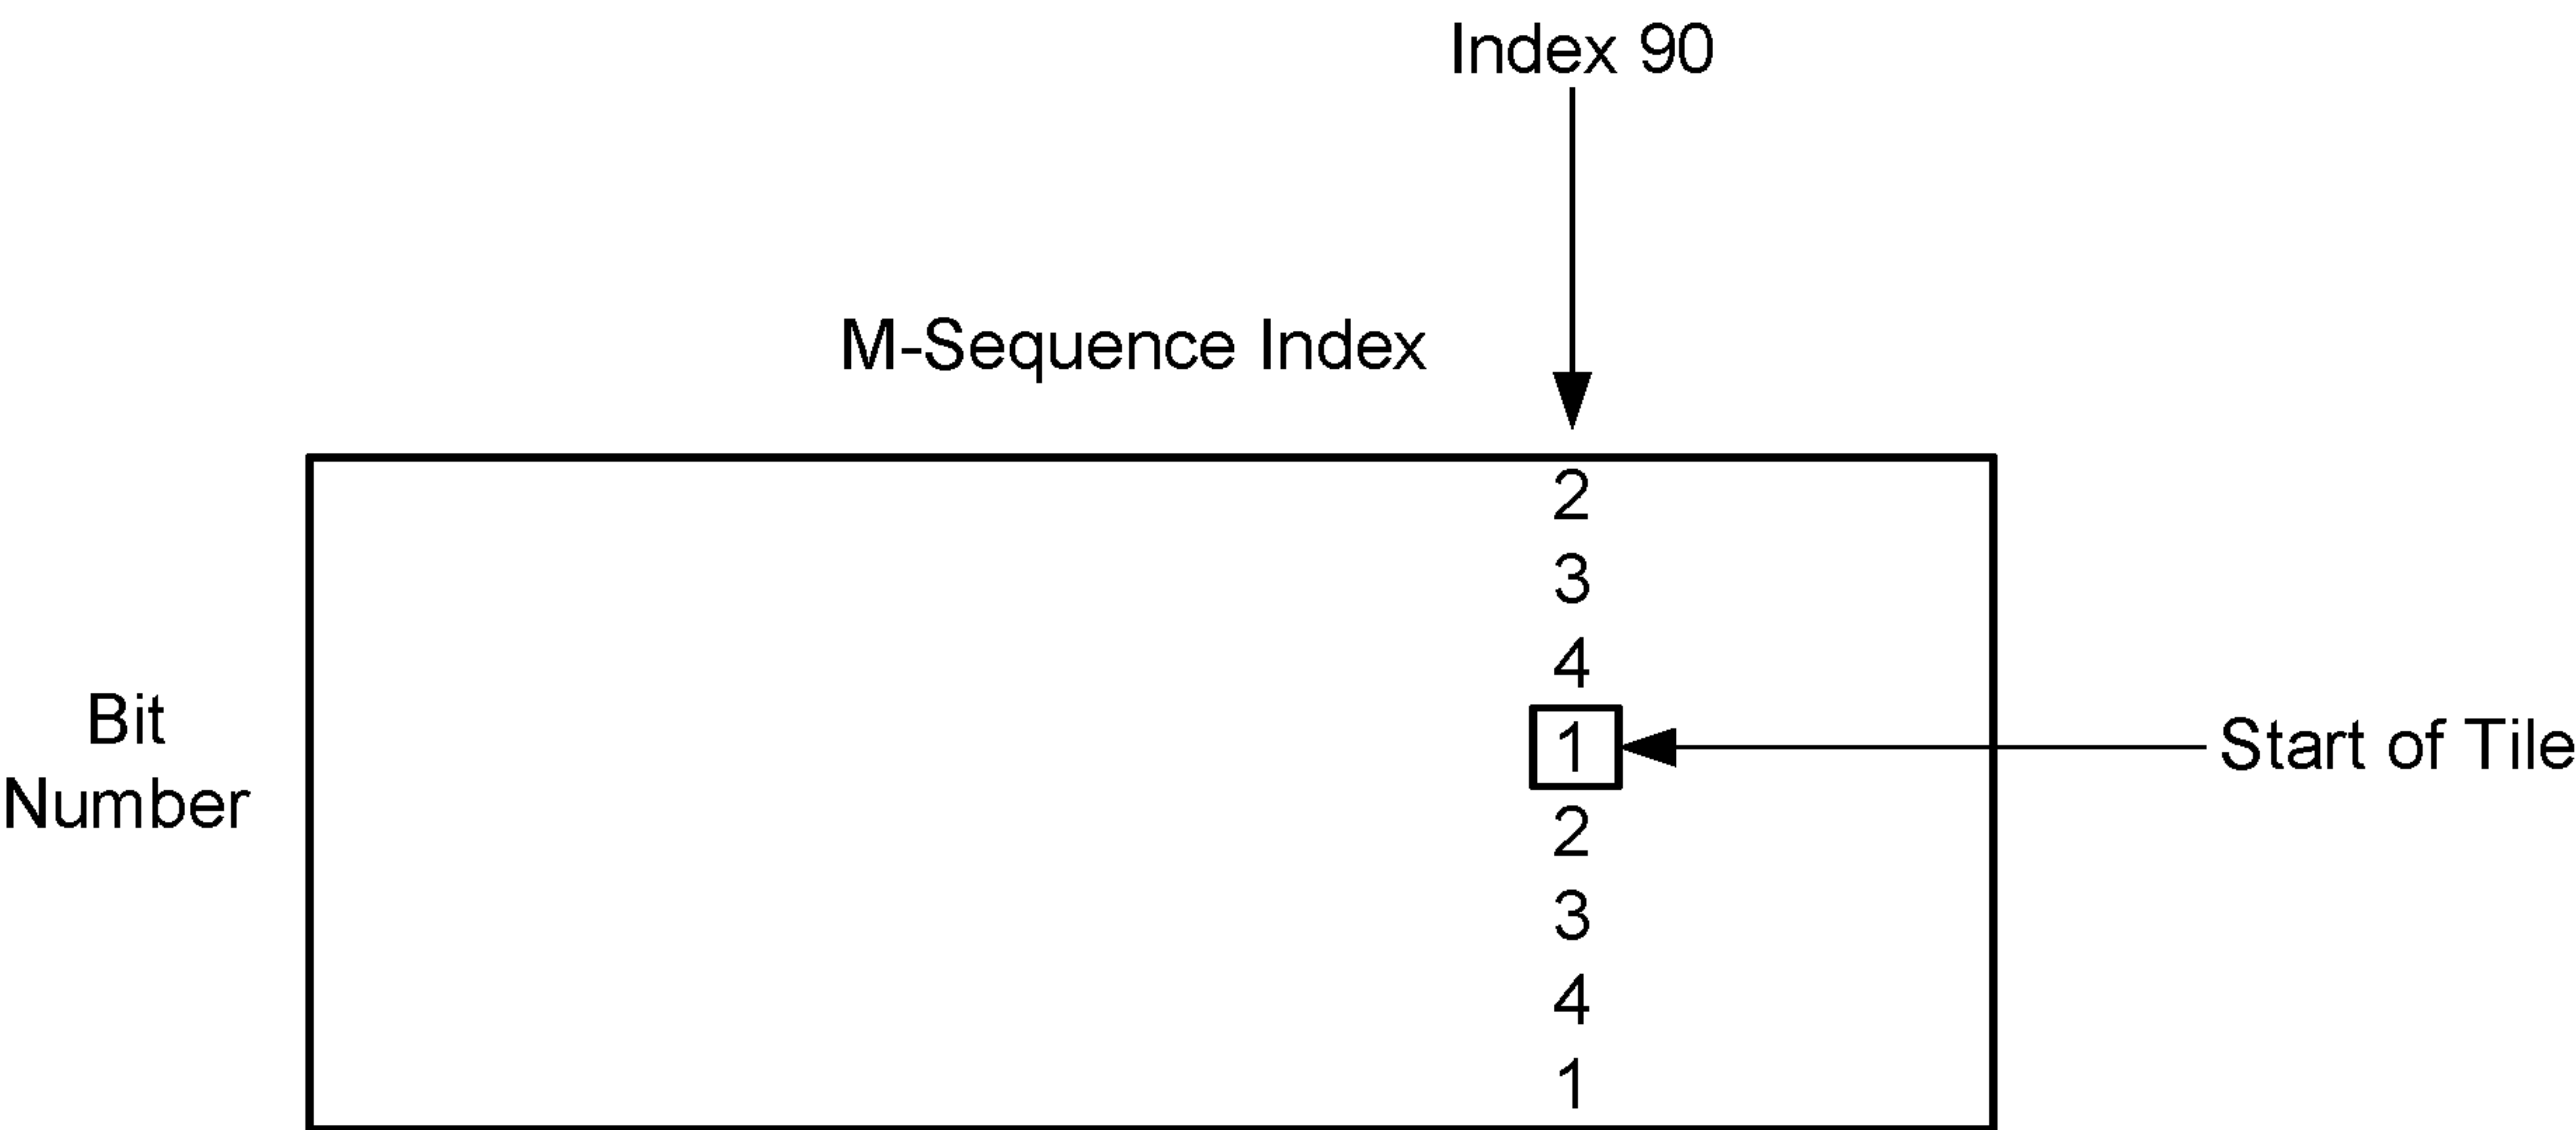 Index 90
M-Sequence Index
2
3
4
Bit
Number
1
Start of Tile
2
3
4
1